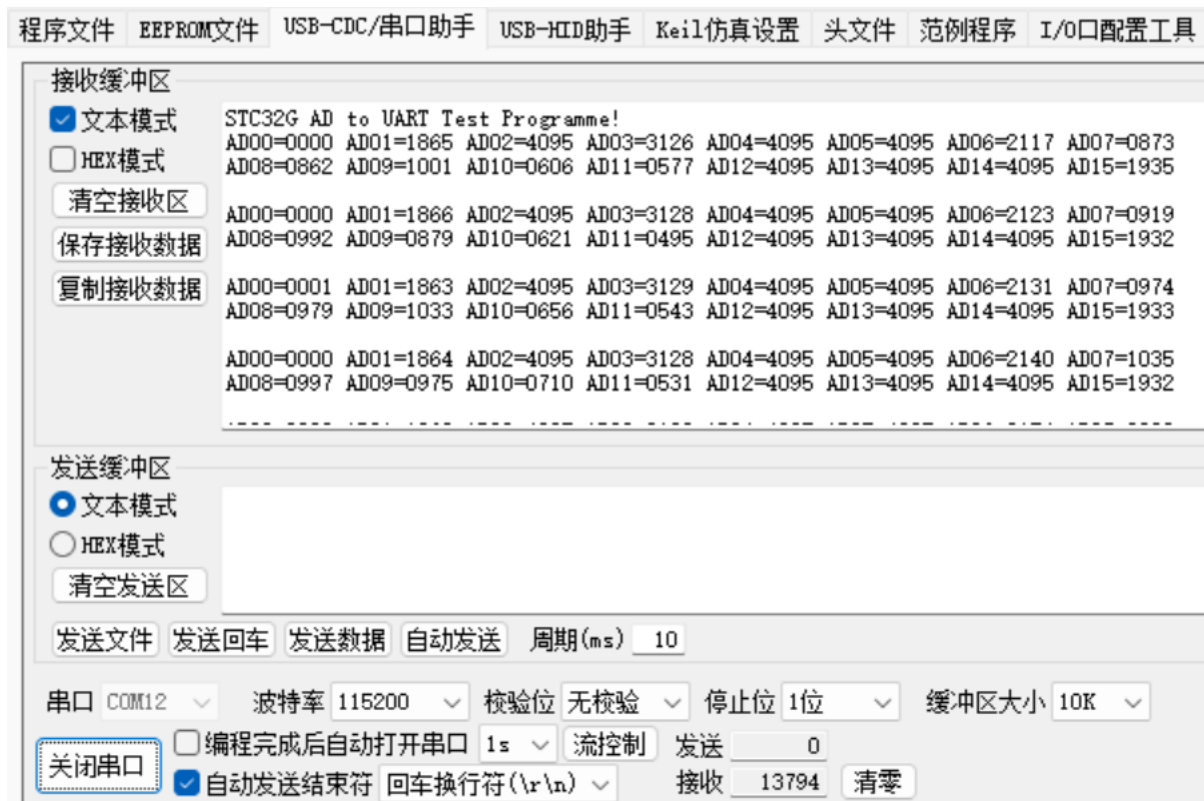 程序文件 EEPROM文件 USB-CDC/串口助手 USB-HID助手 Keil仿真设置 头文件 范例程序 I/O口配置工具
接收缓冲区
文本模式
HEX模式
清空接收区
保存接收数据
复制接收数据
STC32G AD to UART Test Programme!
AD00=0000 AD01=1865 AD02=4095 AD03=3126 AD04=4095 AD05=4095 AD06=2117 AD07=0873
AD08=0862 AD09=1001 AD10=0606 AD11=0577 AD12=4095 AD13=4095 AD14=4095 AD15=1935
AD00=0000 AD01=1866 AD02=4095 AD03=3128 AD04=4095 AD05=4095 AD06=2123 AD07=0919
AD08=0992 AD09=0879 AD10=0621 AD11=0495 AD12=4095 AD13=4095 AD14=4095 AD15=1932
AD00=0001 AD01=1863 AD02=4095 AD03=3129 AD04=4095 AD05=4095 AD06=2131 AD07=0974
AD08=0979 AD09=1033 AD10=0656 AD11=0543 AD12=4095 AD13=4095 AD14=4095 AD15=1933
AD00=0000 AD01=1864 AD02=4095 AD03=3128 AD04=4095 AD05=4095 AD06=2140 AD07=1035
AD08=0997 AD09=0975 AD10=0710 AD11=0531 AD12=4095 AD13=4095 AD14=4095 AD15=1932
发送缓冲区
文本模式
HEX模式
清空发送区
发送文件 发送回车 发送数据 自动发送 周期(ms) 10
串口 COM12 波特率 115200 校验位 无校验 停止位 1位 缓冲区大小 10K
关闭串口
编程完成后自动打开串口 1s 流控制 发送 0
自动发送结束符 回车换行符(\r\n) 接收 13794 清零